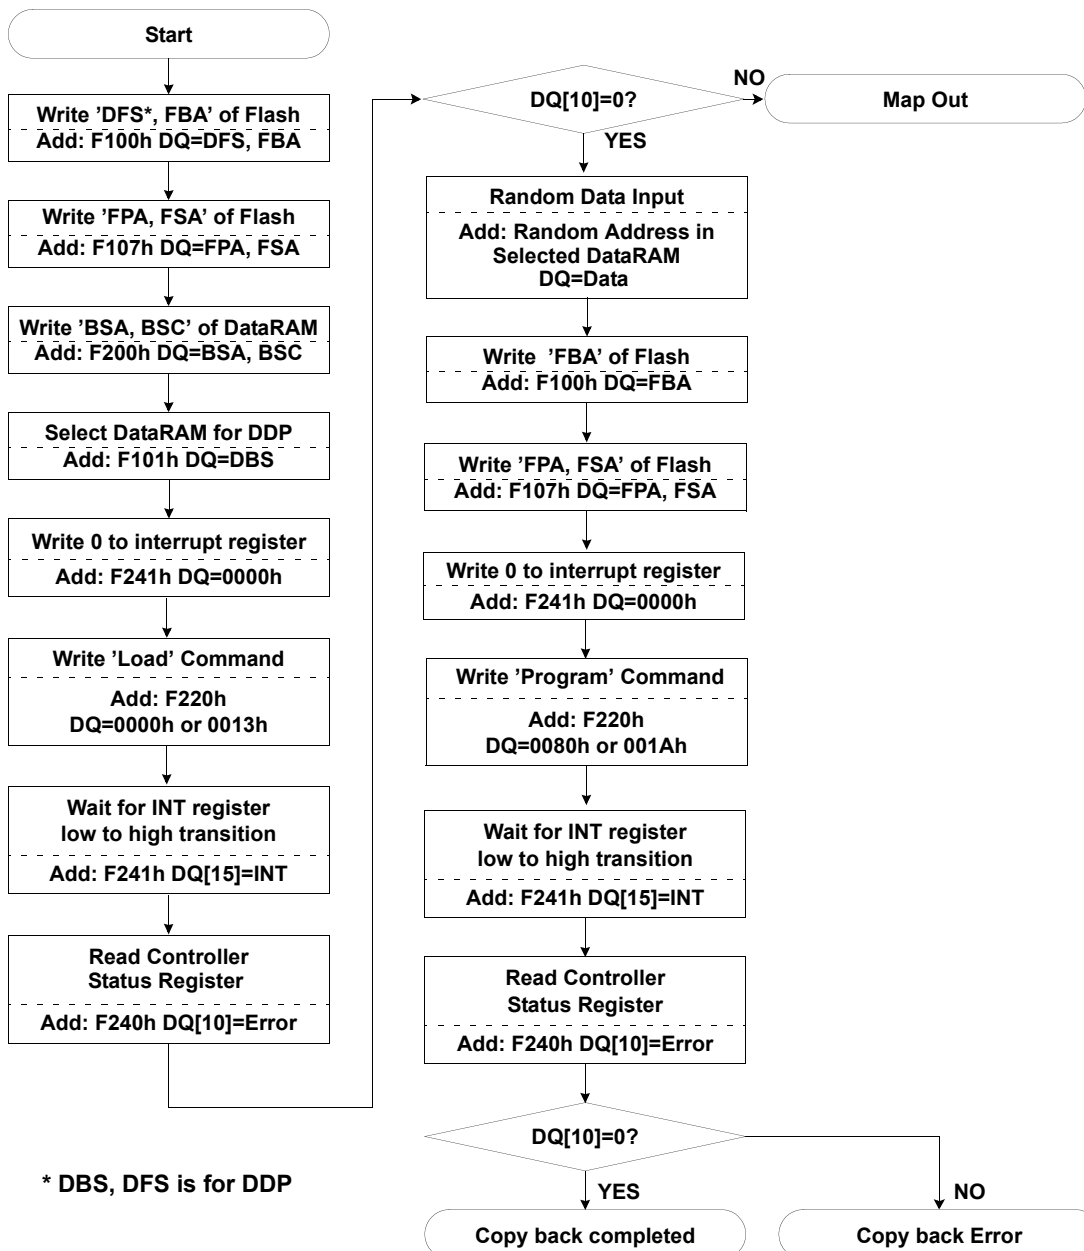 Start
Write ’DFS*, FBA’ of Flash
Add: F100h DQ=DFS, FBA
Write ’FPA, FSA’ of Flash
Add: F107h DQ=FPA, FSA
Write ’BSA, BSC’ of DataRAM
Add: F200h DQ=BSA, BSC
Select DataRAM for DDP
Add: F101h DQ=DBS
Write 0 to interrupt register
Add: F241h DQ=0000h
Write ’Load’ Command
Add: F220h
DQ=0000h or 0013h
Wait for INT register
low to high transition
Add: F241h DQ[15]=INT
Read Controller
Status Register
Add: F240h DQ[10]=Error
DQ[10]=0?
NO
Map Out
YES
Random Data Input
Add: Random Address in
Selected DataRAM
DQ=Data
Write ’FBA’ of Flash
Add: F100h DQ=FBA
Write ’FPA, FSA’ of Flash
Add: F107h DQ=FPA, FSA
Write 0 to interrupt register
Add: F241h DQ=0000h
Write ’Program’ Command
Add: F220h
DQ=0080h or 001Ah
Wait for INT register
low to high transition
Add: F241h DQ[15]=INT
Read Controller
Status Register
Add: F240h DQ[10]=Error
DQ[10]=0?
YES
NO
Copy back completed
Copy back Error
* DBS, DFS is for DDP